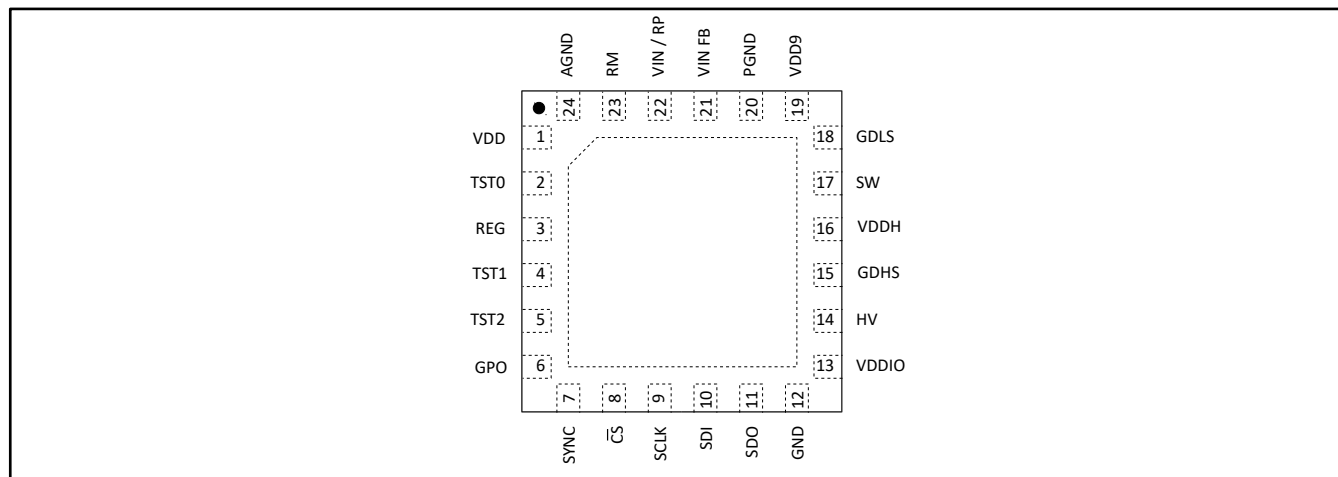 AGND
RM
VIN / RP
VIN FB
PGND
VDD9
24
23
22
21
20
19
VDD 1
18 GDLS
TST0 2
17 SW
REG 3
16 VDDH
TST1 4
15 GDHS
TST2 5
14 HV
GPO 6
13 VDDIO
7
8
9
10
11
12
SYNC
C̅S
SCLK
SDI
SDO
GND